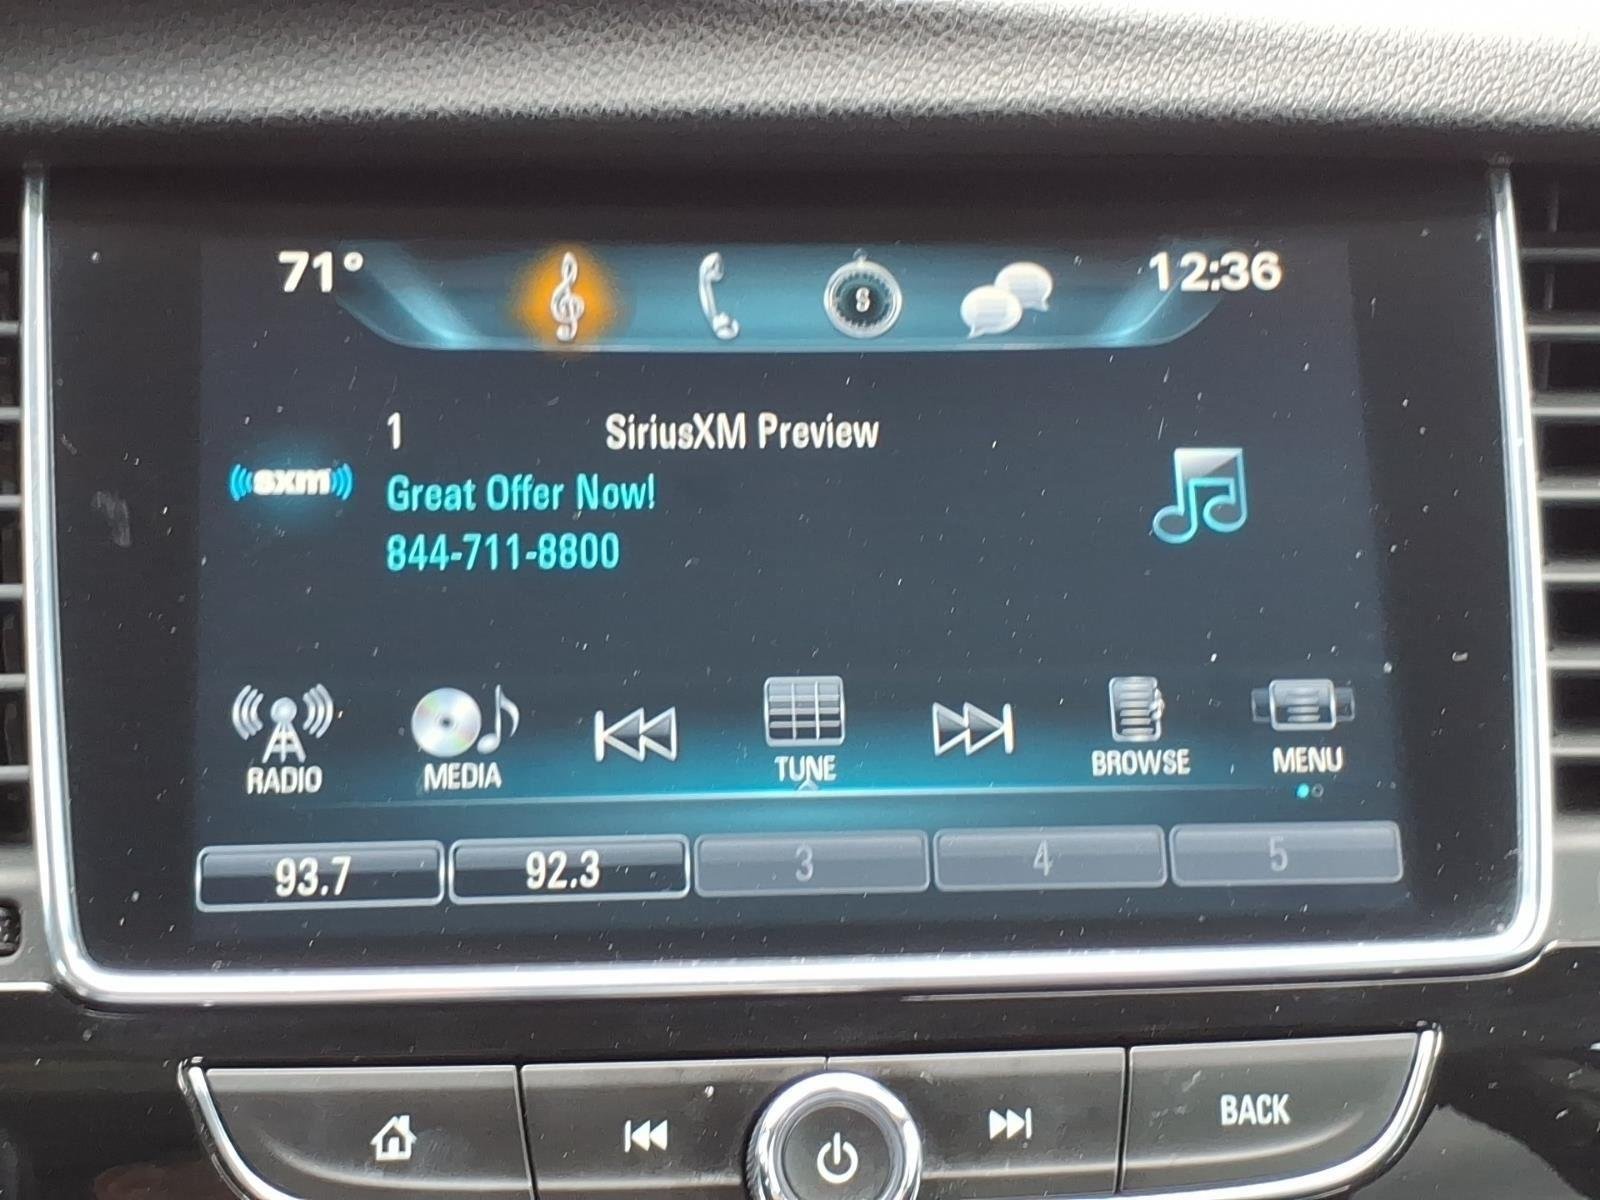 71° 12:36
S
1 SiriusXM Preview
sxm
Great Offer Now!
844-711-8800
RADIO MEDIA TUNE BROWSE MENU
93.7 92.3 3 4 5
BACK